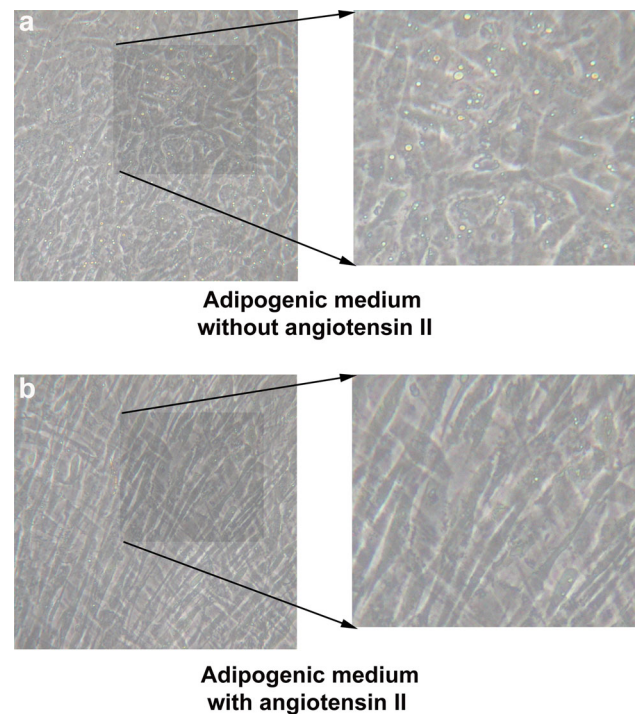 a
Adipogenic medium
without angiotensin II
b
Adipogenic medium
with angiotensin II